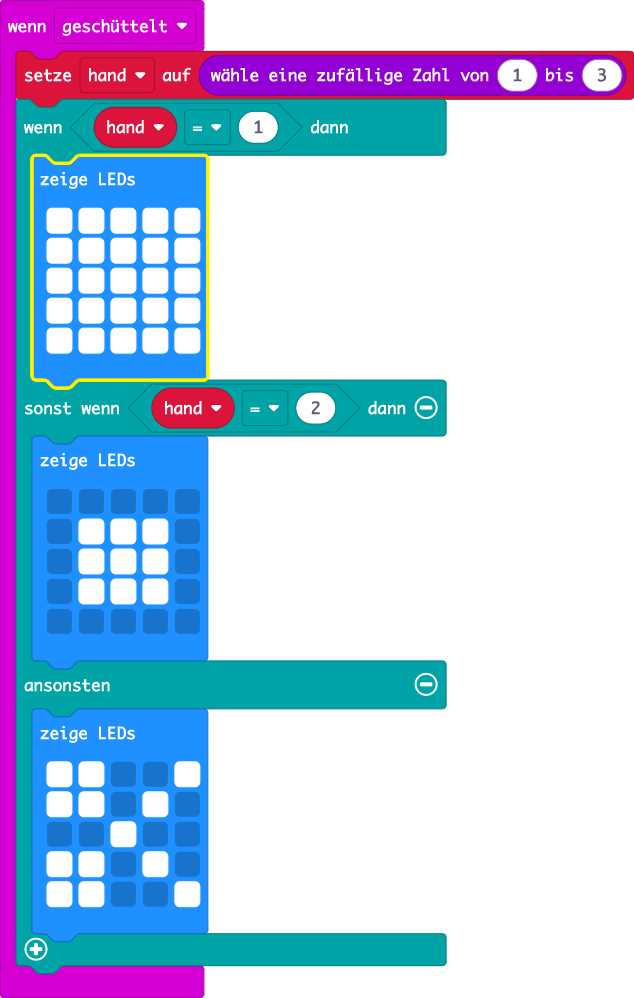 wenn geschüttelt
setze hand auf wähle eine zufällige Zahl von 1 bis 3
wenn hand = 1 dann
zeige LEDs
sonst wenn hand = 2 dann
zeige LEDs
ansonsten
zeige LEDs